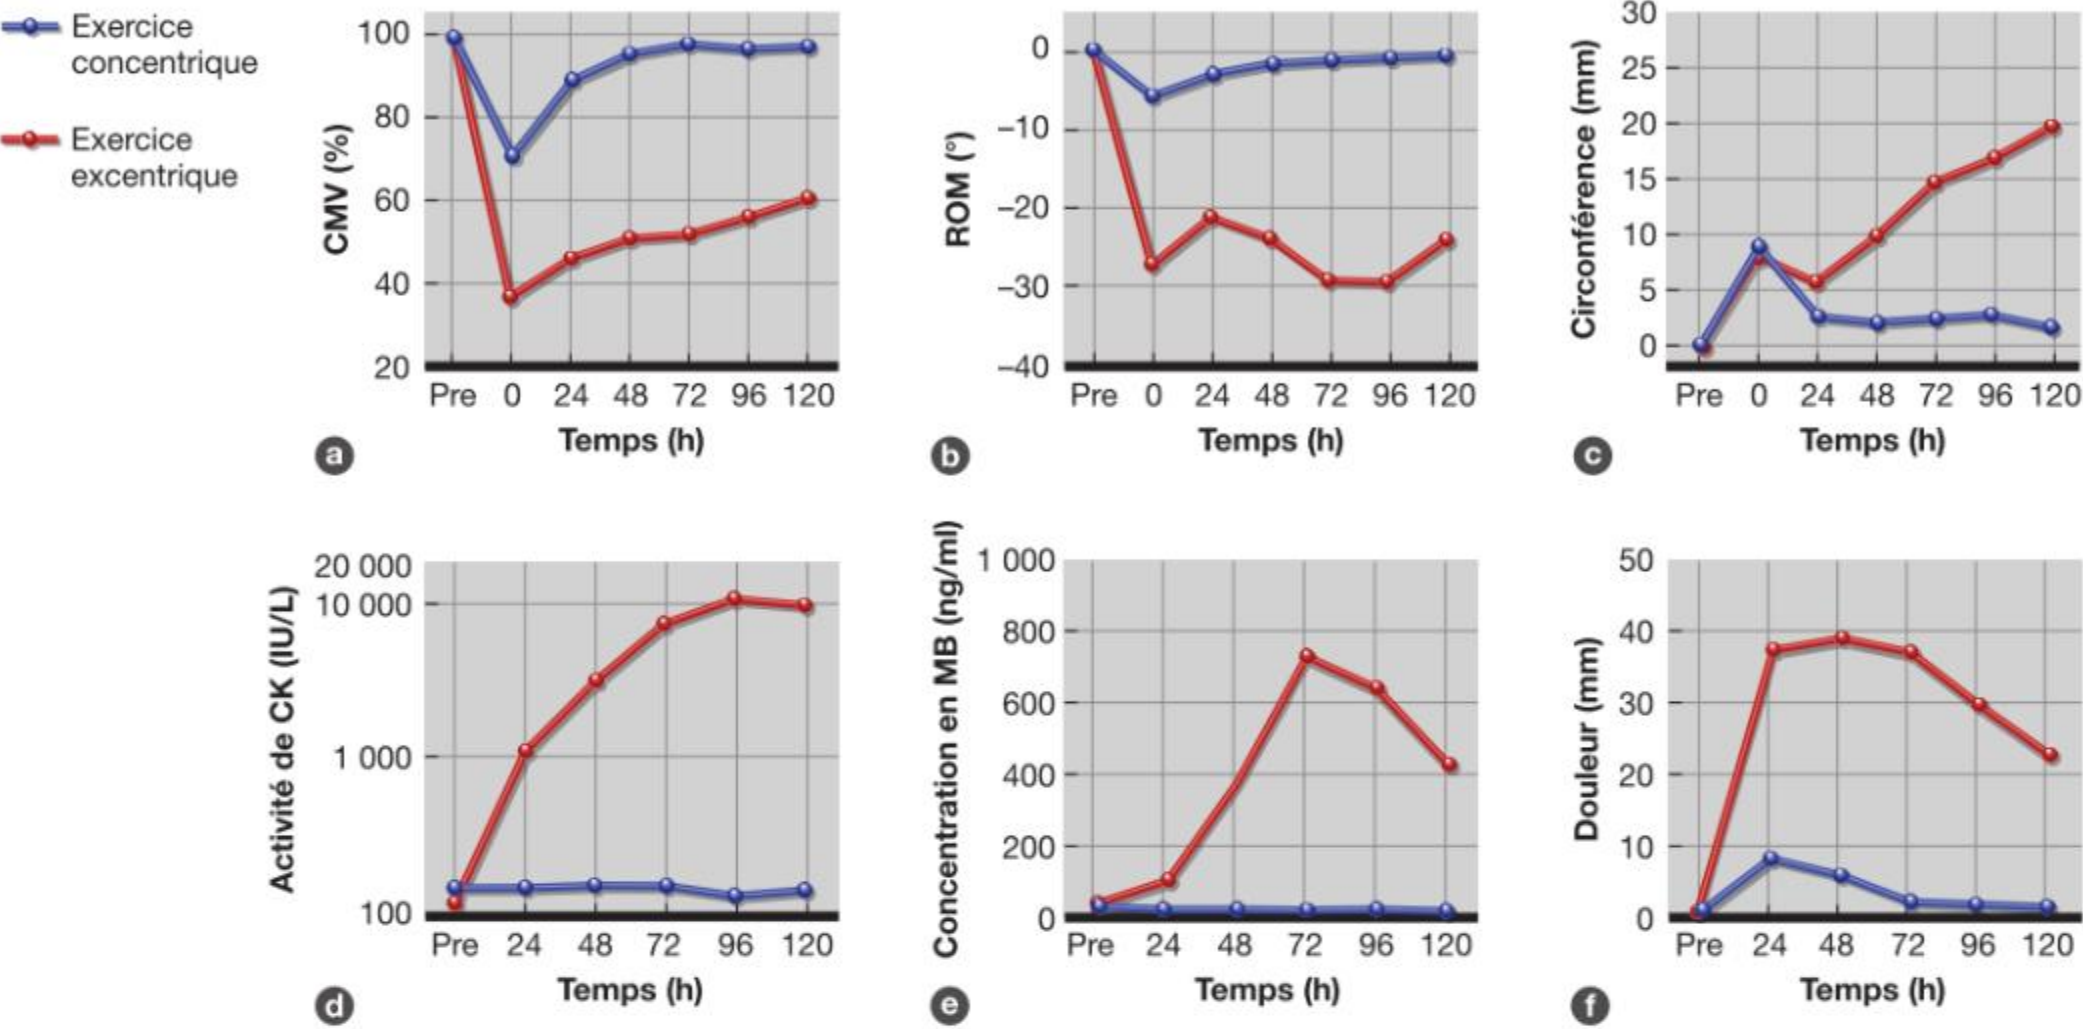 Exercice
concentrique
Exercice
excentrique
CMV (%)
100
80
60
40
20
Pre 0 24 48 72 96 120
Temps (h)
a
ROM (°)
0
–10
–20
–30
–40
Pre 0 24 48 72 96 120
Temps (h)
b
Circonférence (mm)
30
25
20
15
10
5
0
Pre 0 24 48 72 96 120
Temps (h)
c
Activité de CK (IU/L)
20 000
10 000
1 000
100
Pre 24 48 72 96 120
Temps (h)
d
Concentration en MB (ng/ml)
1 000
800
600
400
200
0
Pre 24 48 72 96 120
Temps (h)
e
Douleur (mm)
50
40
30
20
10
0
Pre 24 48 72 96 120
Temps (h)
f